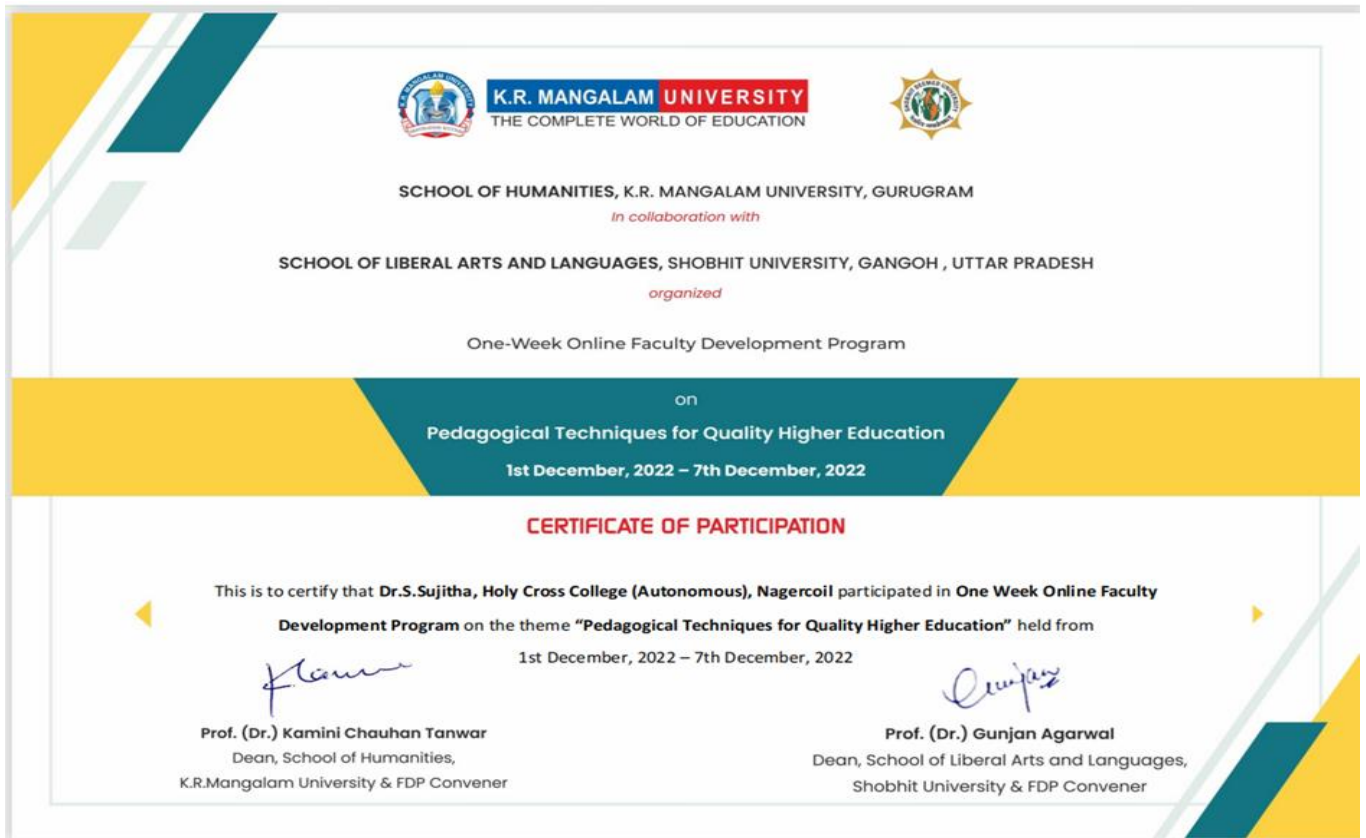 K.R. MANGALAM UNIVERSITY
THE COMPLETE WORLD OF EDUCATION
SCHOOL OF HUMANITIES, K.R. MANGALAM UNIVERSITY, GURUGRAM
In collaboration with
SCHOOL OF LIBERAL ARTS AND LANGUAGES, SHOBHIT UNIVERSITY, GANGOH , UTTAR PRADESH
organized
One-Week Online Faculty Development Program
on
Pedagogical Techniques for Quality Higher Education
1st December, 2022 – 7th December, 2022
CERTIFICATE OF PARTICIPATION
This is to certify that Dr.S.Sujitha, Holy Cross College (Autonomous), Nagercoil participated in One Week Online Faculty
Development Program on the theme “Pedagogical Techniques for Quality Higher Education” held from
1st December, 2022 – 7th December, 2022
Prof. (Dr.) Kamini Chauhan Tanwar
Dean, School of Humanities,
K.R.Mangalam University & FDP Convener
Gunjan
Prof. (Dr.) Gunjan Agarwal
Dean, School of Liberal Arts and Languages,
Shobhit University & FDP Convener